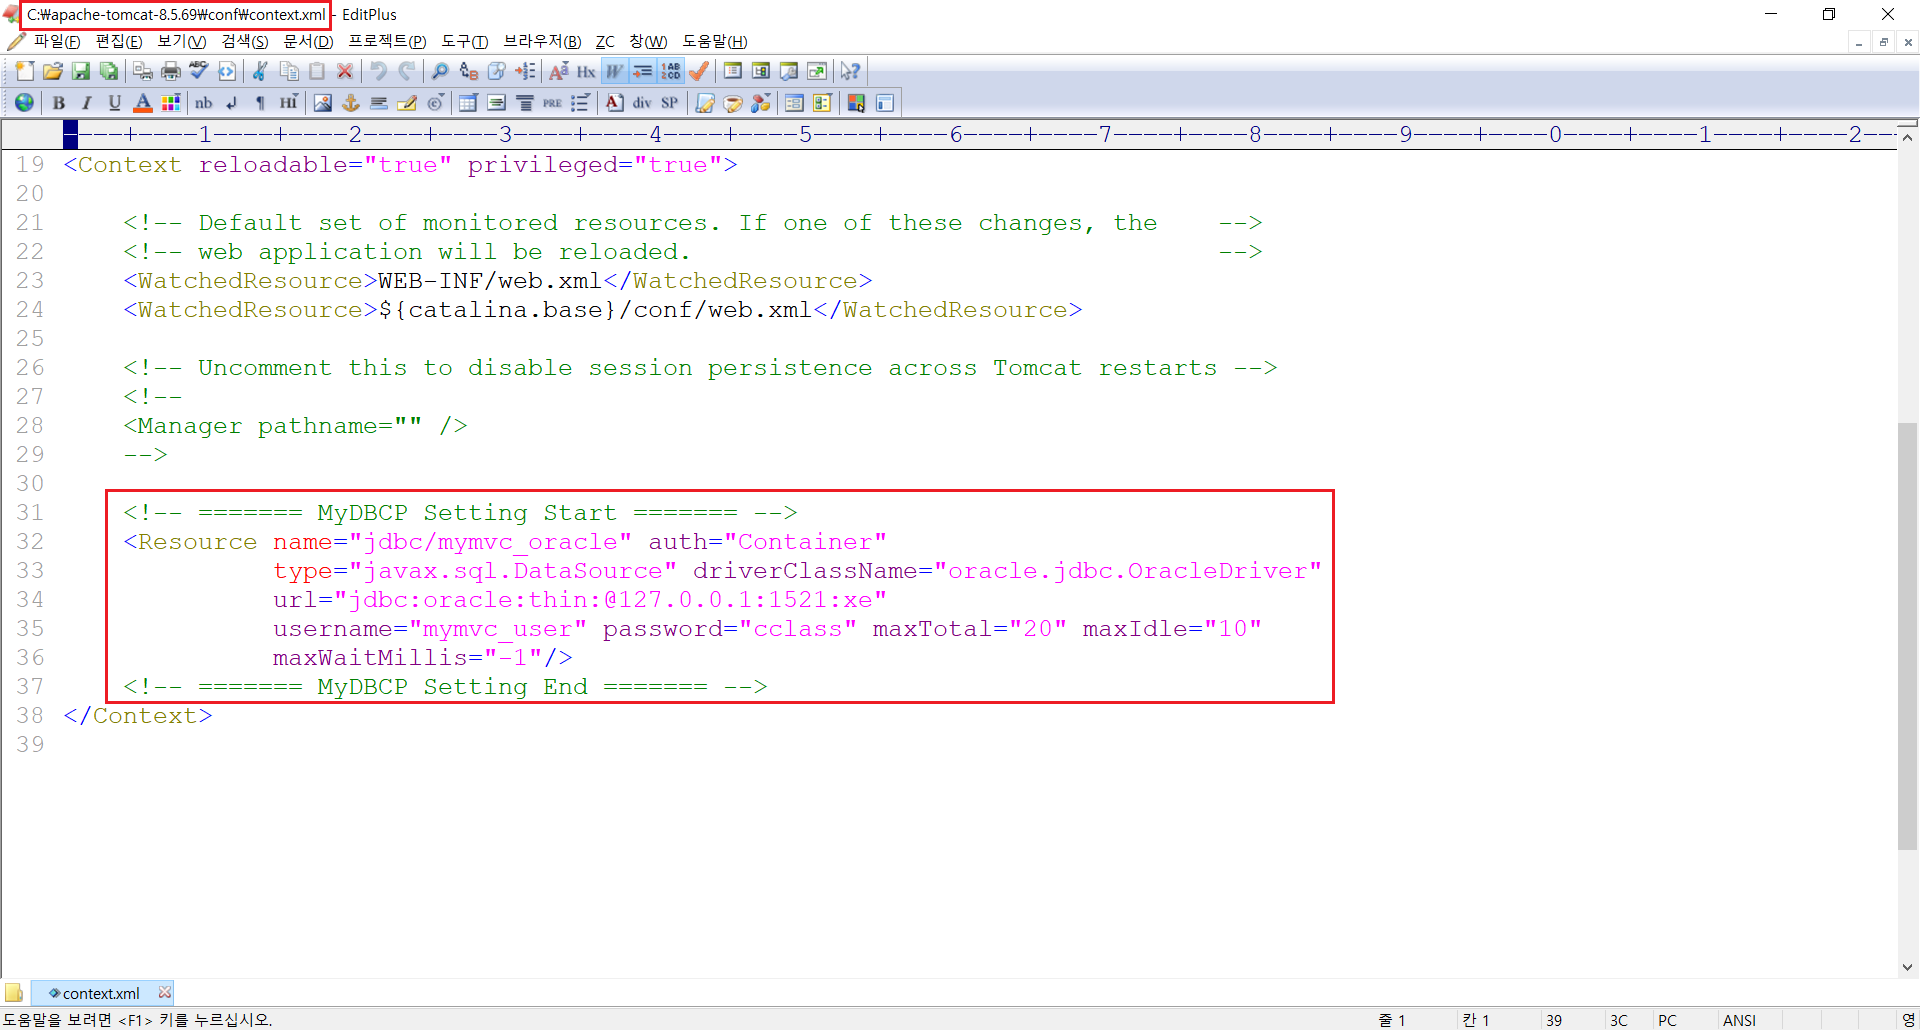 C:₩apache-tomcat-8.5.69₩conf₩context.xml - EditPlus
파일(F) 편집(E) 보기(V) 검색(S) 문서(D) 프로젝트(P) 도구(T) 브라우저(B) ZC 창(W) 도움말(H)
B I U A nb ¶ HI PRE A div SP
----+----1----+----2----+----3----+----4----+----5----+----6----+----7----+----8----+----9----+----0----+----1----+----2--
19 <Context reloadable="true" privileged="true">
20
21     <!-- Default set of monitored resources. If one of these changes, the    -->
22     <!-- web application will be reloaded.                                   -->
23     <WatchedResource>WEB-INF/web.xml</WatchedResource>
24     <WatchedResource>${catalina.base}/conf/web.xml</WatchedResource>
25
26     <!-- Uncomment this to disable session persistence across Tomcat restarts -->
27     <!--
28     <Manager pathname="" />
29     -->
30
31     <!-- ======= MyDBCP Setting Start ======= -->
32     <Resource name="jdbc/mymvc_oracle" auth="Container"
33               type="javax.sql.DataSource" driverClassName="oracle.jdbc.OracleDriver"
34               url="jdbc:oracle:thin:@127.0.0.1:1521:xe"
35               username="mymvc_user" password="cclass" maxTotal="20" maxIdle="10"
36               maxWaitMillis="-1"/>
37     <!-- ======= MyDBCP Setting End ======= -->
38 </Context>
39
context.xml
도움말을 보려면 <F1> 키를 누르십시오. 줄 1 칸 1 39 3C PC ANSI 영